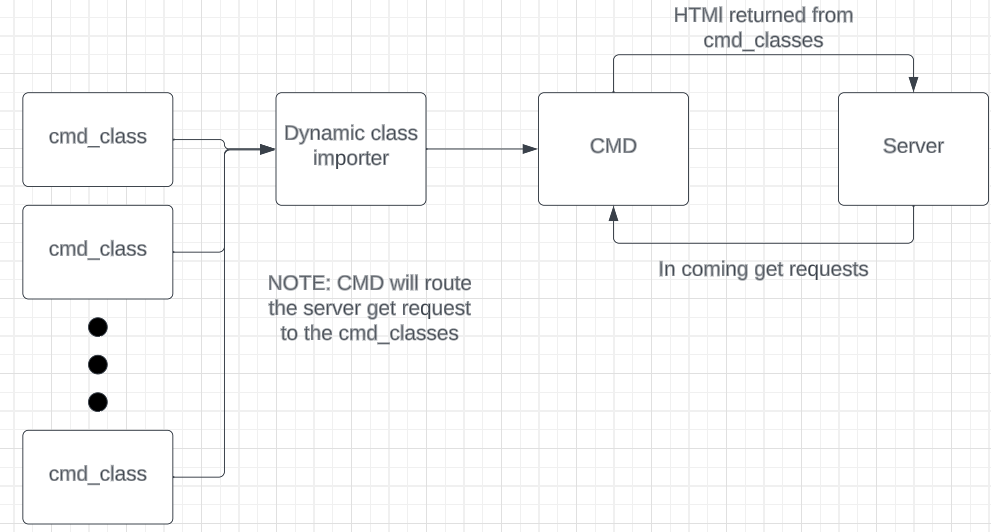 HTMl returned from
cmd_classes
cmd_class
Dynamic class
importer
CMD
Server
cmd_class
In coming get requests
NOTE: CMD will route
the server get request
to the cmd_classes
cmd_class